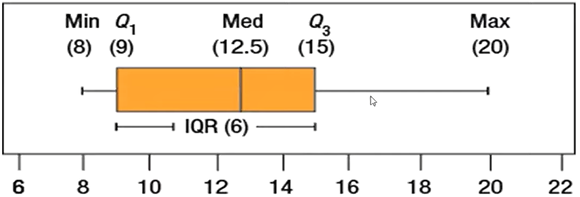 Min Q1 Med Q3 Max
(8) (9) (12.5) (15) (20)
IQR (6)
6 8 10 12 14 16 18 20 22